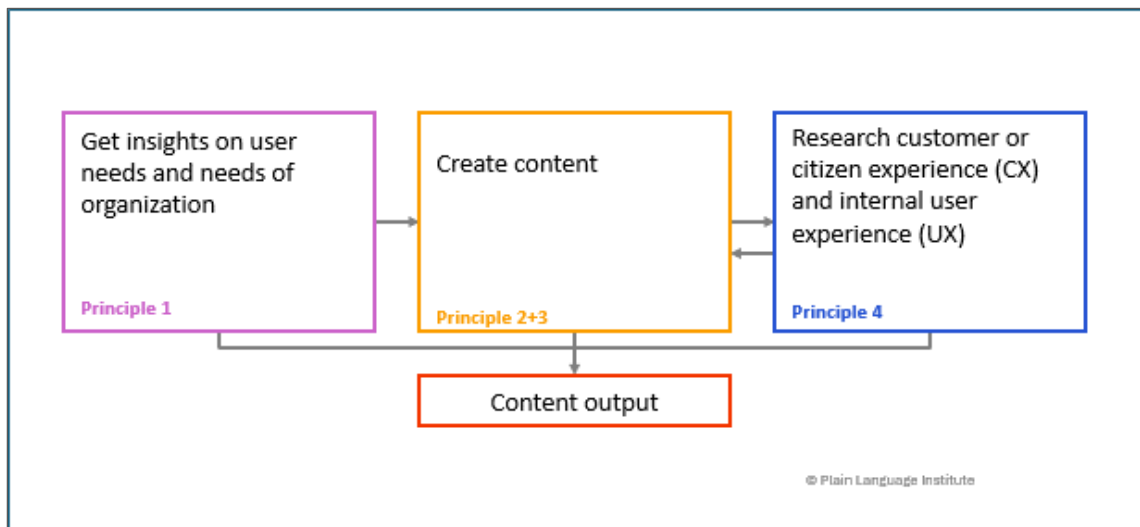 Get insights on user
needs and needs of
organization
Principle 1
Create content
Principle 2+3
Research customer or
citizen experience (CX)
and internal user
experience (UX)
Principle 4
Content output
© Plain Language Institute